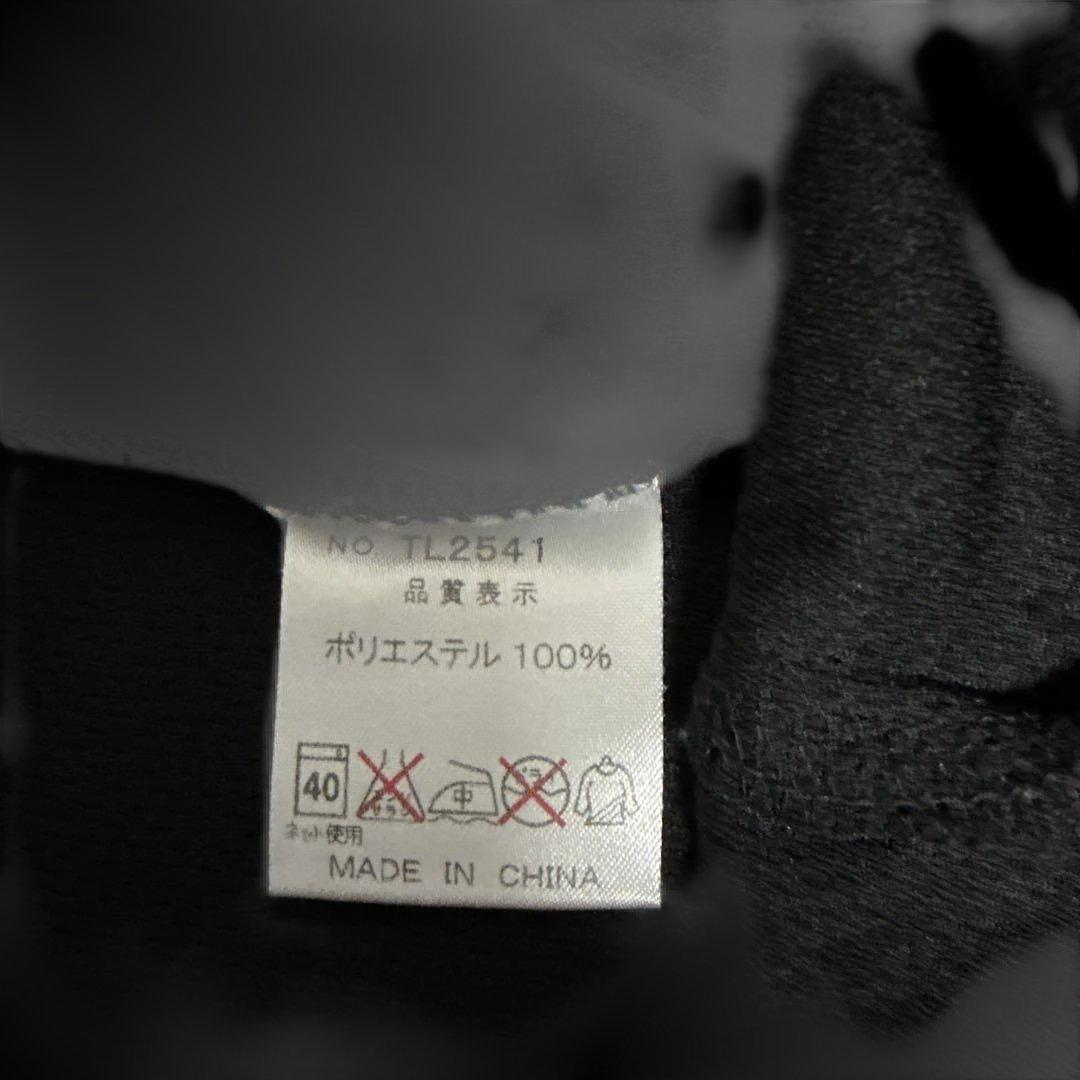 NO TL2541
品質表示
ポリエステル 100%
40 中
ネット使用
MADE IN CHINA